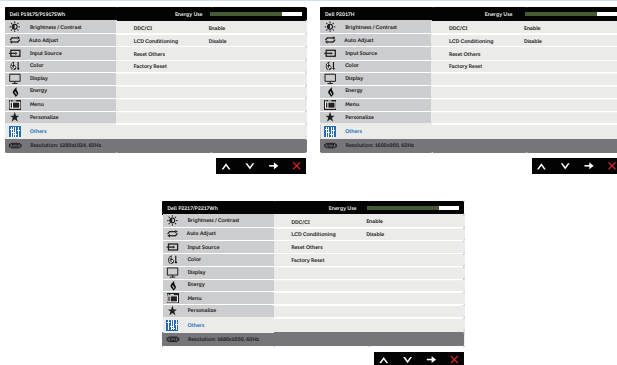 Dell P1917S/P1917SWh Energy Use
Brightness / Contrast DDC/CI Enable
Auto Adjust LCD Conditioning Disable
Input Source Reset Others
Color Factory Reset
Display
Energy
Menu
Personalize
Others
Resolution: 1280x1024, 60Hz
Dell P2017H Energy Use
Brightness / Contrast DDC/CI Enable
Auto Adjust LCD Conditioning Disable
Input Source Reset Others
Color Factory Reset
Display
Energy
Menu
Personalize
Others
Resolution: 1600x900, 60Hz
Dell P2217/P2217Wh Energy Use
Brightness / Contrast DDC/CI Enable
Auto Adjust LCD Conditioning Disable
Input Source Reset Others
Color Factory Reset
Display
Energy
Menu
Personalize
Others
Resolution: 1680x1050, 60Hz